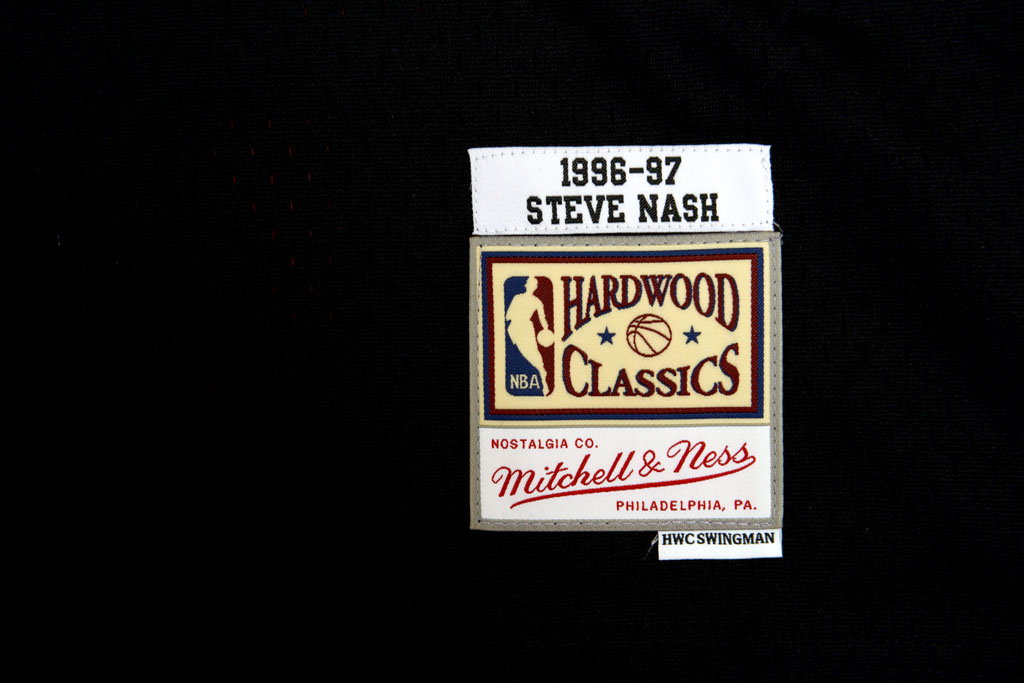 1996-97
STEVE NASH
HARDWOOD
CLASSICS
NBA
NOSTALGIA CO.
Mitchell & Ness
PHILADELPHIA, PA.
HWC SWINGMAN